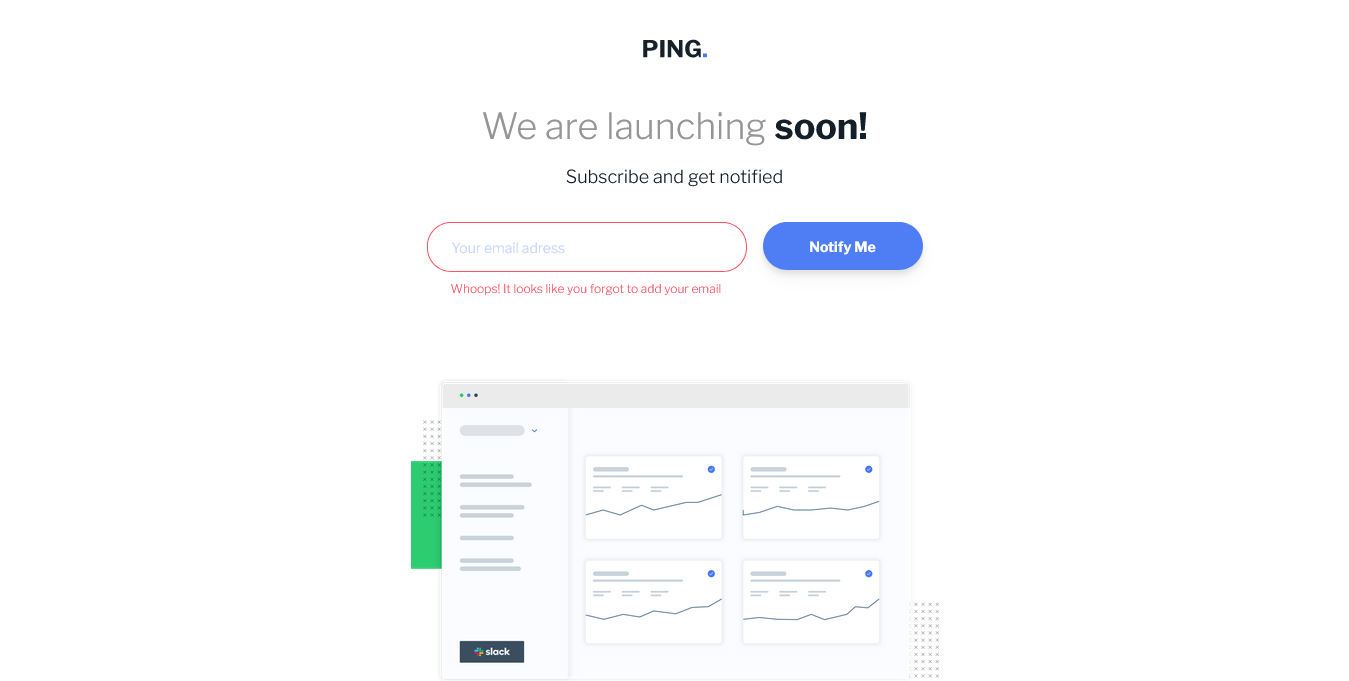 PING.
We are launching soon!
Subscribe and get notified
Your email adress
Notify Me
Whoops! It looks like you forgot to add your email
slack